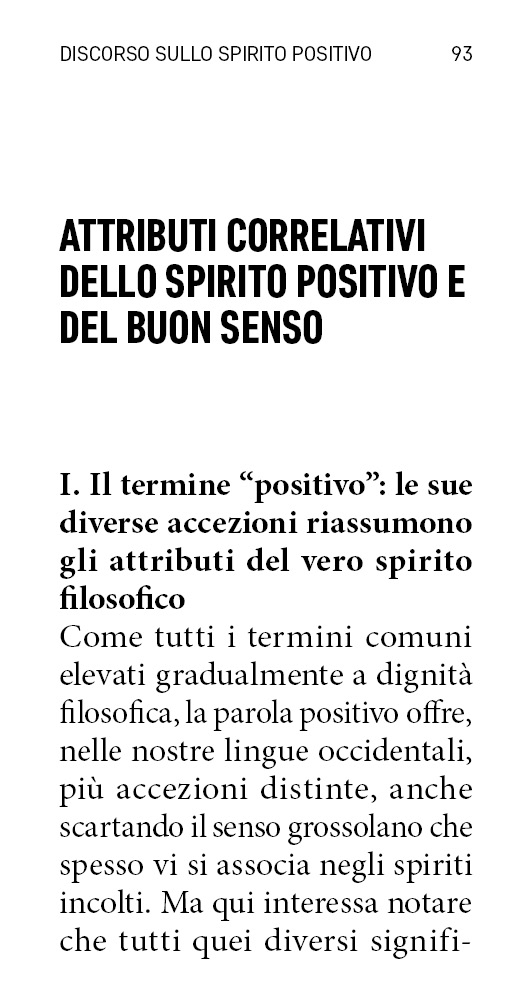 DISCORSO SULLO SPIRITO POSITIVO 93
ATTRIBUTI CORRELATIVI
DELLO SPIRITO POSITIVO E
DEL BUON SENSO
I. Il termine “positivo”: le sue
diverse accezioni riassumono
gli attributi del vero spirito
filosofico
Come tutti i termini comuni
elevati gradualmente a dignità
filosofica, la parola positivo offre,
nelle nostre lingue occidentali,
più accezioni distinte, anche
scartando il senso grossolano che
spesso vi si associa negli spiriti
incolti. Ma qui interessa notare
che tutti quei diversi signifi-